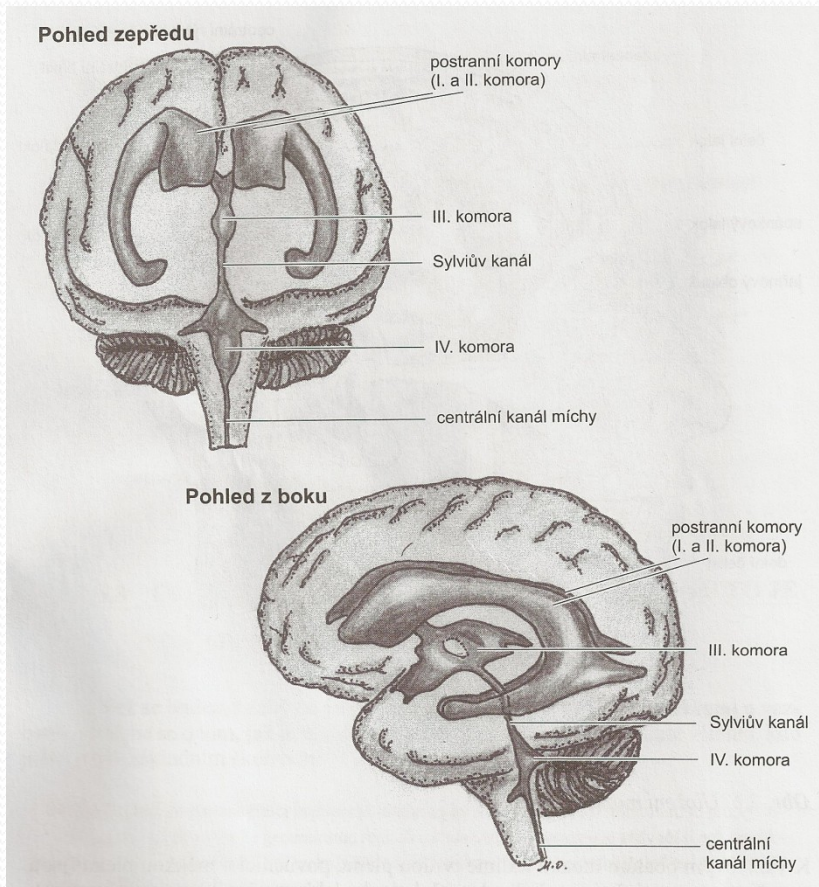 Pohled zepředu
postranní komory
(I. a II. komora)
III. komora
Sylviův kanál
IV. komora
centrální kanál míchy
Pohled z boku
postranní komory
(I. a II. komora)
III. komora
Sylviův kanál
IV. komora
centrální
kanál míchy